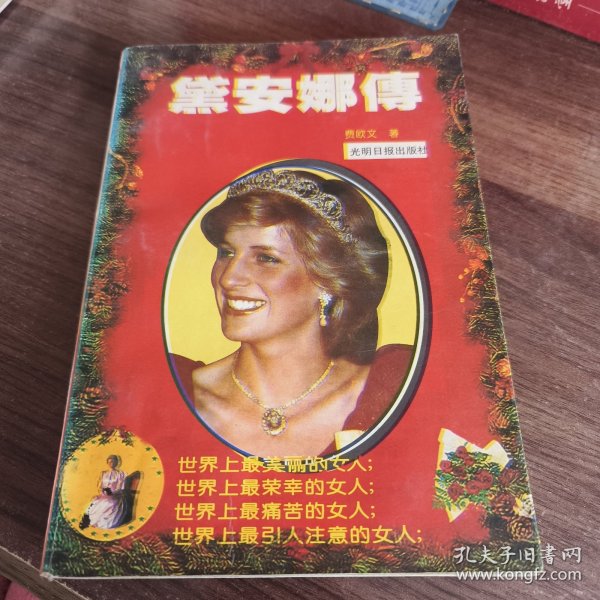 黛安娜傳
费欧文 著
光明日报出版社
世界上最美丽的女人;
世界上最荣幸的女人;
世界上最痛苦的女人;
世界上最引人注意的女人;
孔夫子旧书网
www.kongfz.com